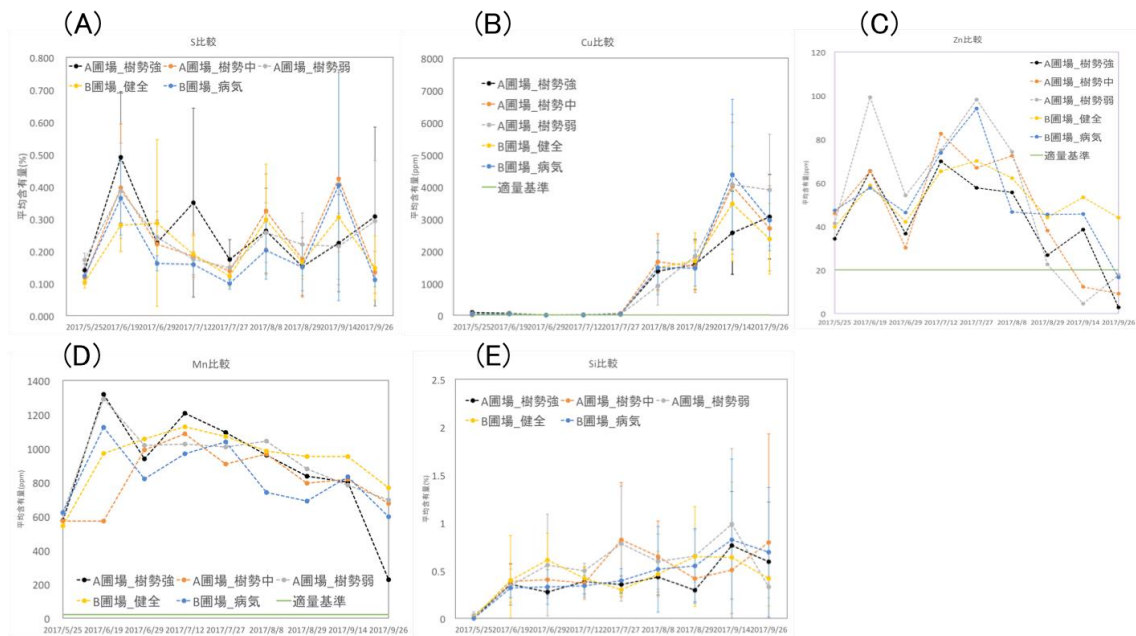 (A)
S比較
平均含有量(%)
0.800
0.700
0.600
0.500
0.400
0.300
0.200
0.100
0.000
A圃場_樹勢強 A圃場_樹勢中 A圃場_樹勢弱
B圃場_健全 B圃場_病気
2017/5/25 2017/6/19 2017/6/29 2017/7/12 2017/7/27 2017/8/8 2017/8/29 2017/9/14 2017/9/26
(B)
Cu比較
平均含有量(ppm)
8000
7000
6000
5000
4000
3000
2000
1000
0
A圃場_樹勢強
A圃場_樹勢中
A圃場_樹勢弱
B圃場_健全
B圃場_病気
適量基準
2017/5/25 2017/6/19 2017/6/29 2017/7/12 2017/7/27 2017/8/8 2017/8/29 2017/9/14 2017/9/26
(C)
Zn比較
平均含有量(ppm)
120
100
80
60
40
20
0
A圃場_樹勢強
A圃場_樹勢中
A圃場_樹勢弱
B圃場_健全
B圃場_病気
適量基準
2017/5/25 2017/6/19 2017/6/29 2017/7/12 2017/7/27 2017/8/8 2017/8/29 2017/9/14 2017/9/26
(D)
Mn比較
平均含有量(ppm)
1400
1200
1000
800
600
400
200
0
A圃場_樹勢強 A圃場_樹勢中 A圃場_樹勢弱
B圃場_健全 B圃場_病気 適量基準
2017/5/25 2017/6/19 2017/6/29 2017/7/12 2017/7/27 2017/8/8 2017/8/29 2017/9/14 2017/9/26
(E)
Si比較
平均含有量(%)
2.5
2
1.5
1
0.5
0
A圃場_樹勢強 A圃場_樹勢中 A圃場_樹勢弱
B圃場_健全 B圃場_病気
2017/5/25 2017/6/19 2017/6/29 2017/7/12 2017/7/27 2017/8/8 2017/8/29 2017/9/14 2017/9/26